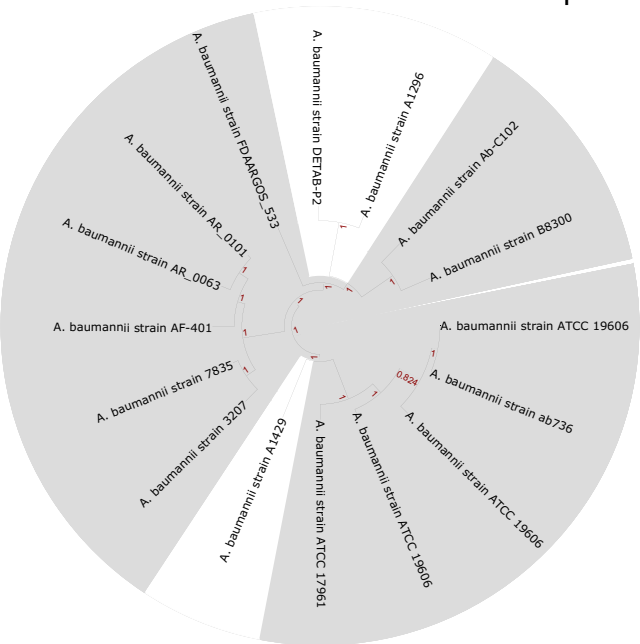 A. baumannii strain DETAB-P2
A. baumannii strain A1296
A. baumannii strain Ab-C102
A. baumannii strain B8300
A. baumannii strain ATCC 19606
A. baumannii strain ab736
A. baumannii strain ATCC 19606
A. baumannii strain ATCC 19606
A. baumannii strain ATCC 17961
A. baumannii strain A1429
A. baumannii strain 3207
A. baumannii strain 7835
A. baumannii strain AF-401
A. baumannii strain AR_0063
A. baumannii strain AR_0101
A. baumannii strain FDAARGOS_533
1
1
1
1
1
1
1
1
1
1
1
1
1
1
0.824